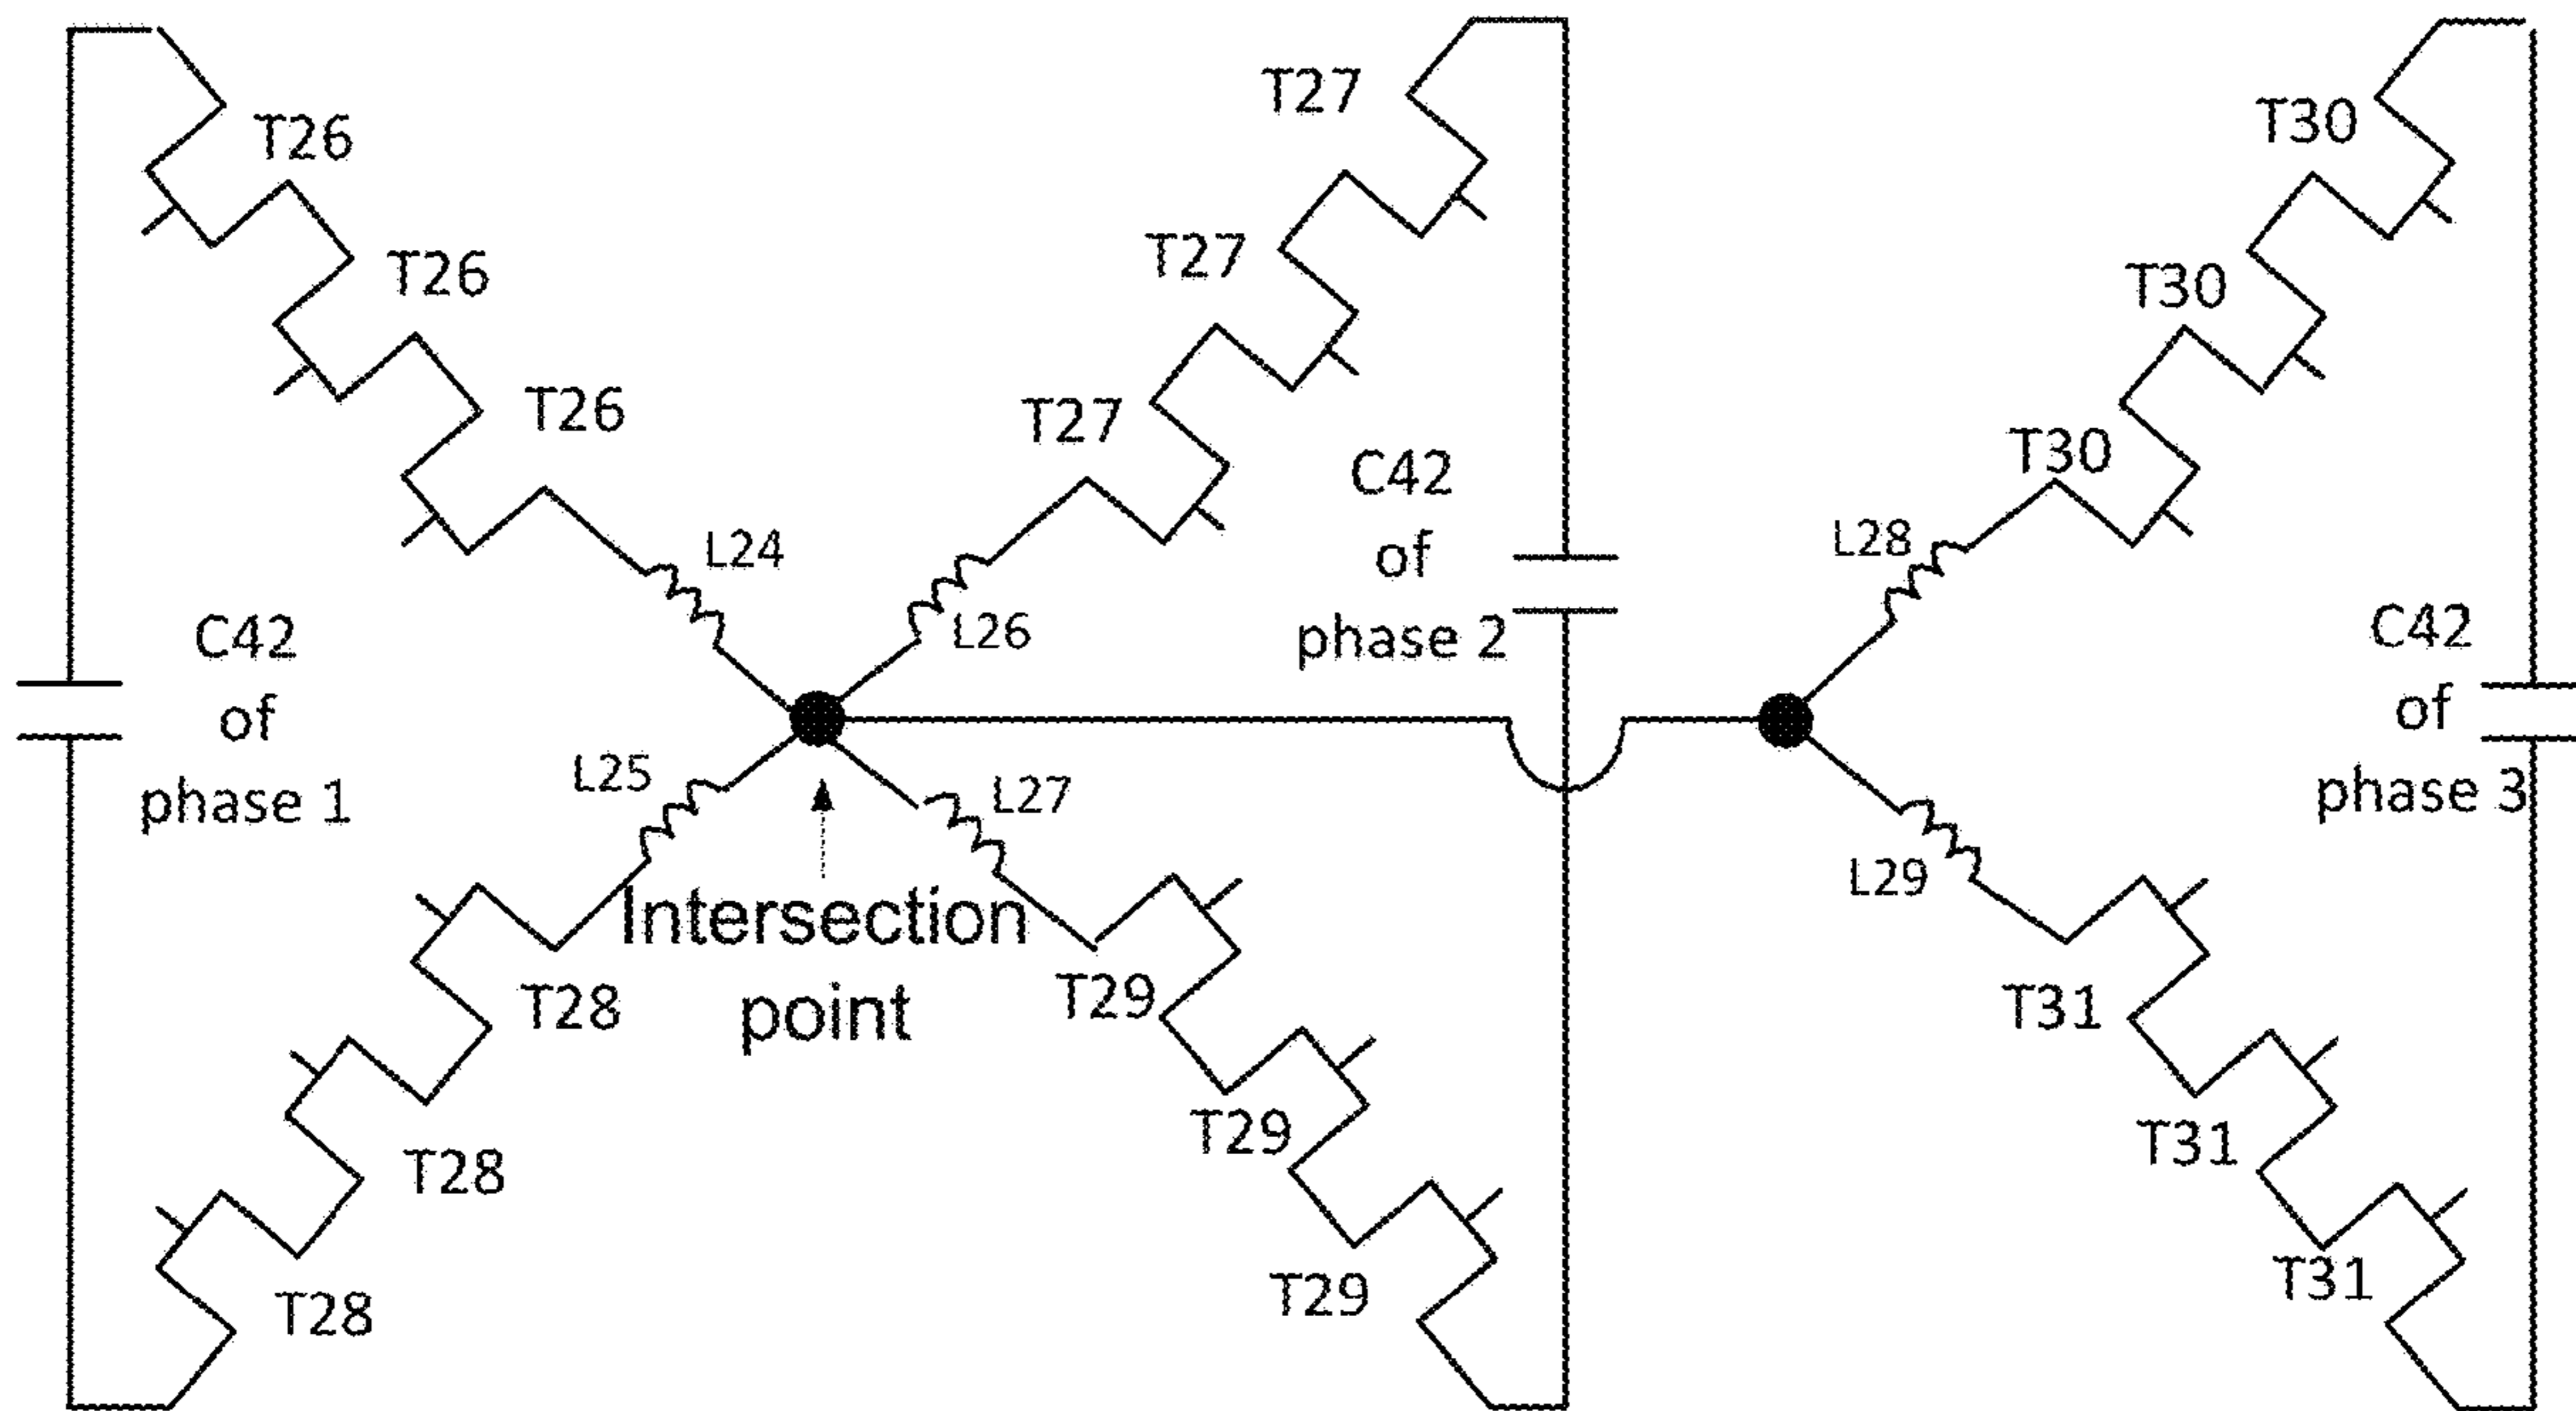 T26
T26
T26
L24
T27
T27
T27
L26
C42
of
phase 1
C42
of
phase 2
L25
L27
Intersection
point
T28
T28
T28
T29
T29
T29
T30
T30
T30
L28
C42
of
phase 3
L29
T31
T31
T31